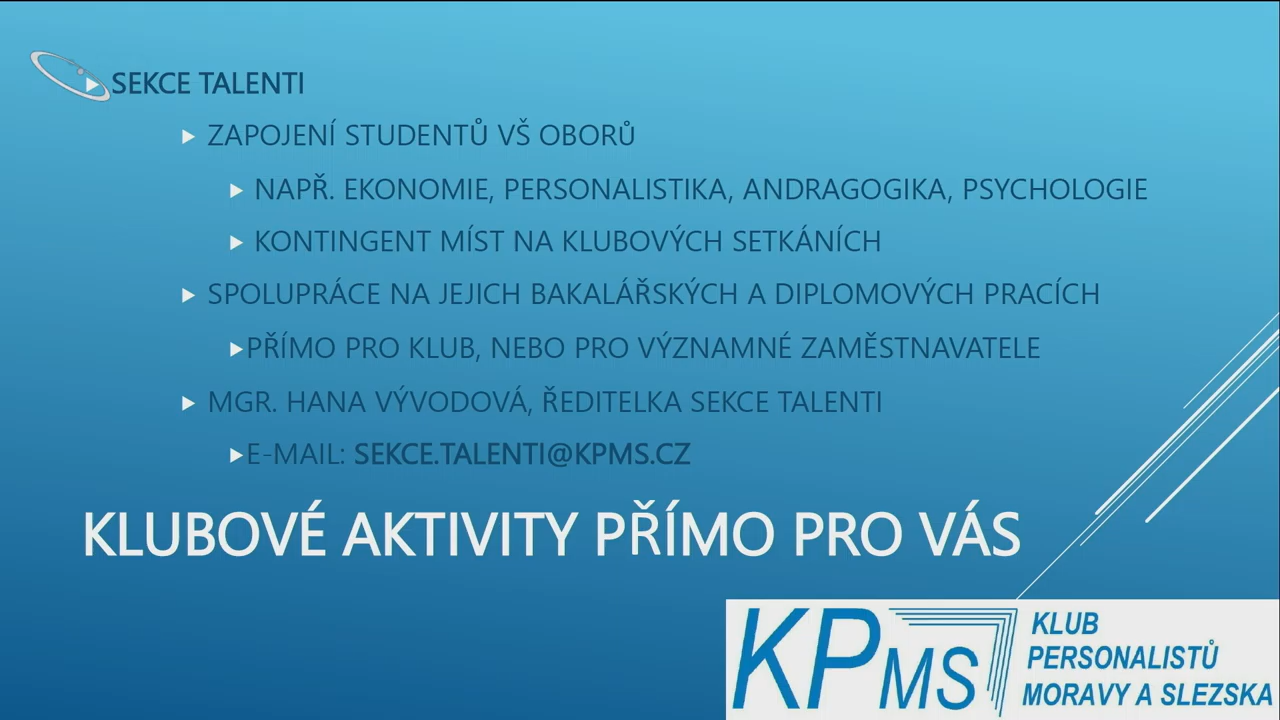 SEKCE TALENTI
ZAPOJENÍ STUDENTŮ VŠ OBORŮ
NAPŘ. EKONOMIE, PERSONALISTIKA, ANDRAGOGIKA, PSYCHOLOGIE
KONTINGENT MÍST NA KLUBOVÝCH SETKÁNÍCH
SPOLUPRÁCE NA JEJICH BAKALÁŘSKÝCH A DIPLOMOVÝCH PRACÍCH
PŘÍMO PRO KLUB, NEBO PRO VÝZNAMNÉ ZAMĚSTNAVATELE
MGR. HANA VÝVODOVÁ, ŘEDITELKA SEKCE TALENTI
E-MAIL: SEKCE.TALENTI@KPMS.CZ
KLUBOVÉ AKTIVITY PŘÍMO PRO VÁS
KPMS
KLUB
PERSONALISTŮ
MORAVY A SLEZSKA